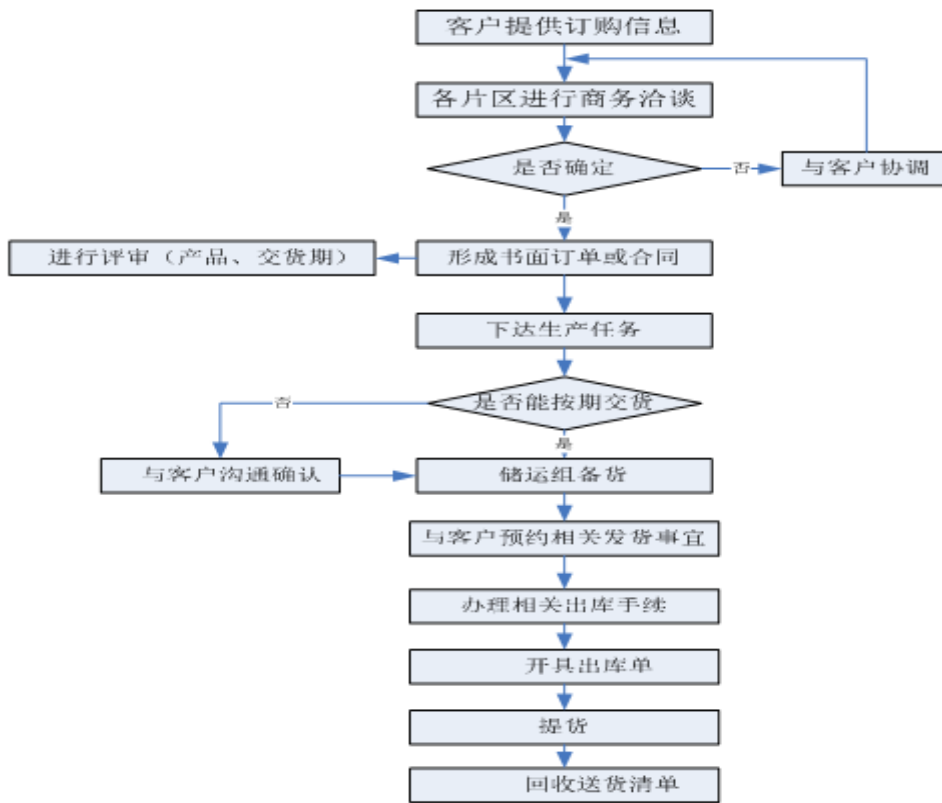 客户提供订购信息
各片区进行商务洽谈
是否确定
否
与客户协调
是
进行评审（产品、交货期）
形成书面订单或合同
下达生产任务
否
是否能按期交货
是
与客户沟通确认
储运组备货
与客户预约相关发货事宜
办理相关出库手续
开具出库单
提货
回收送货清单